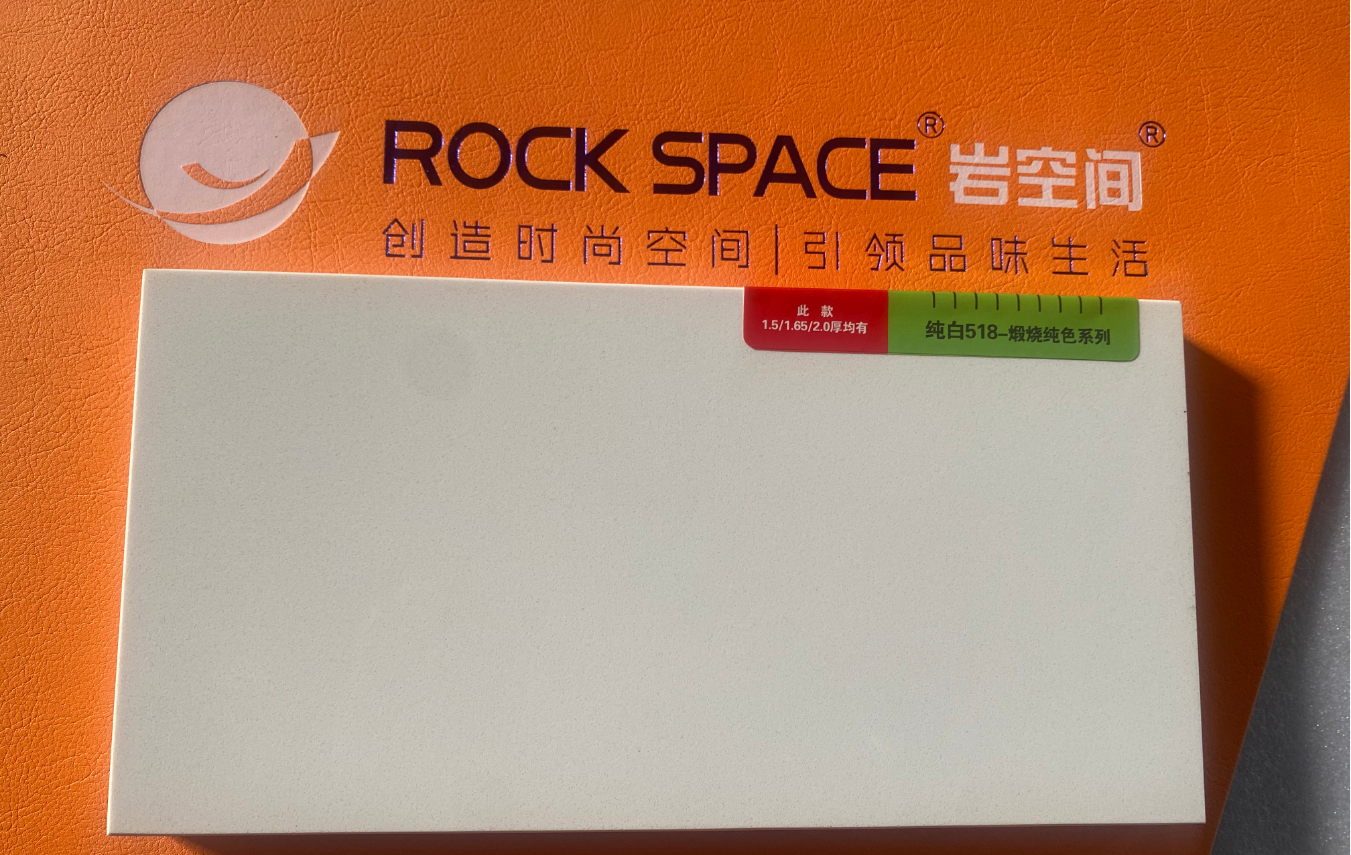 ROCK SPACE® 岩空间®
创造时尚空间|引领品味生活
此 款
1.5/1.65/2.0厚均有
纯白518-煅烧纯色系列